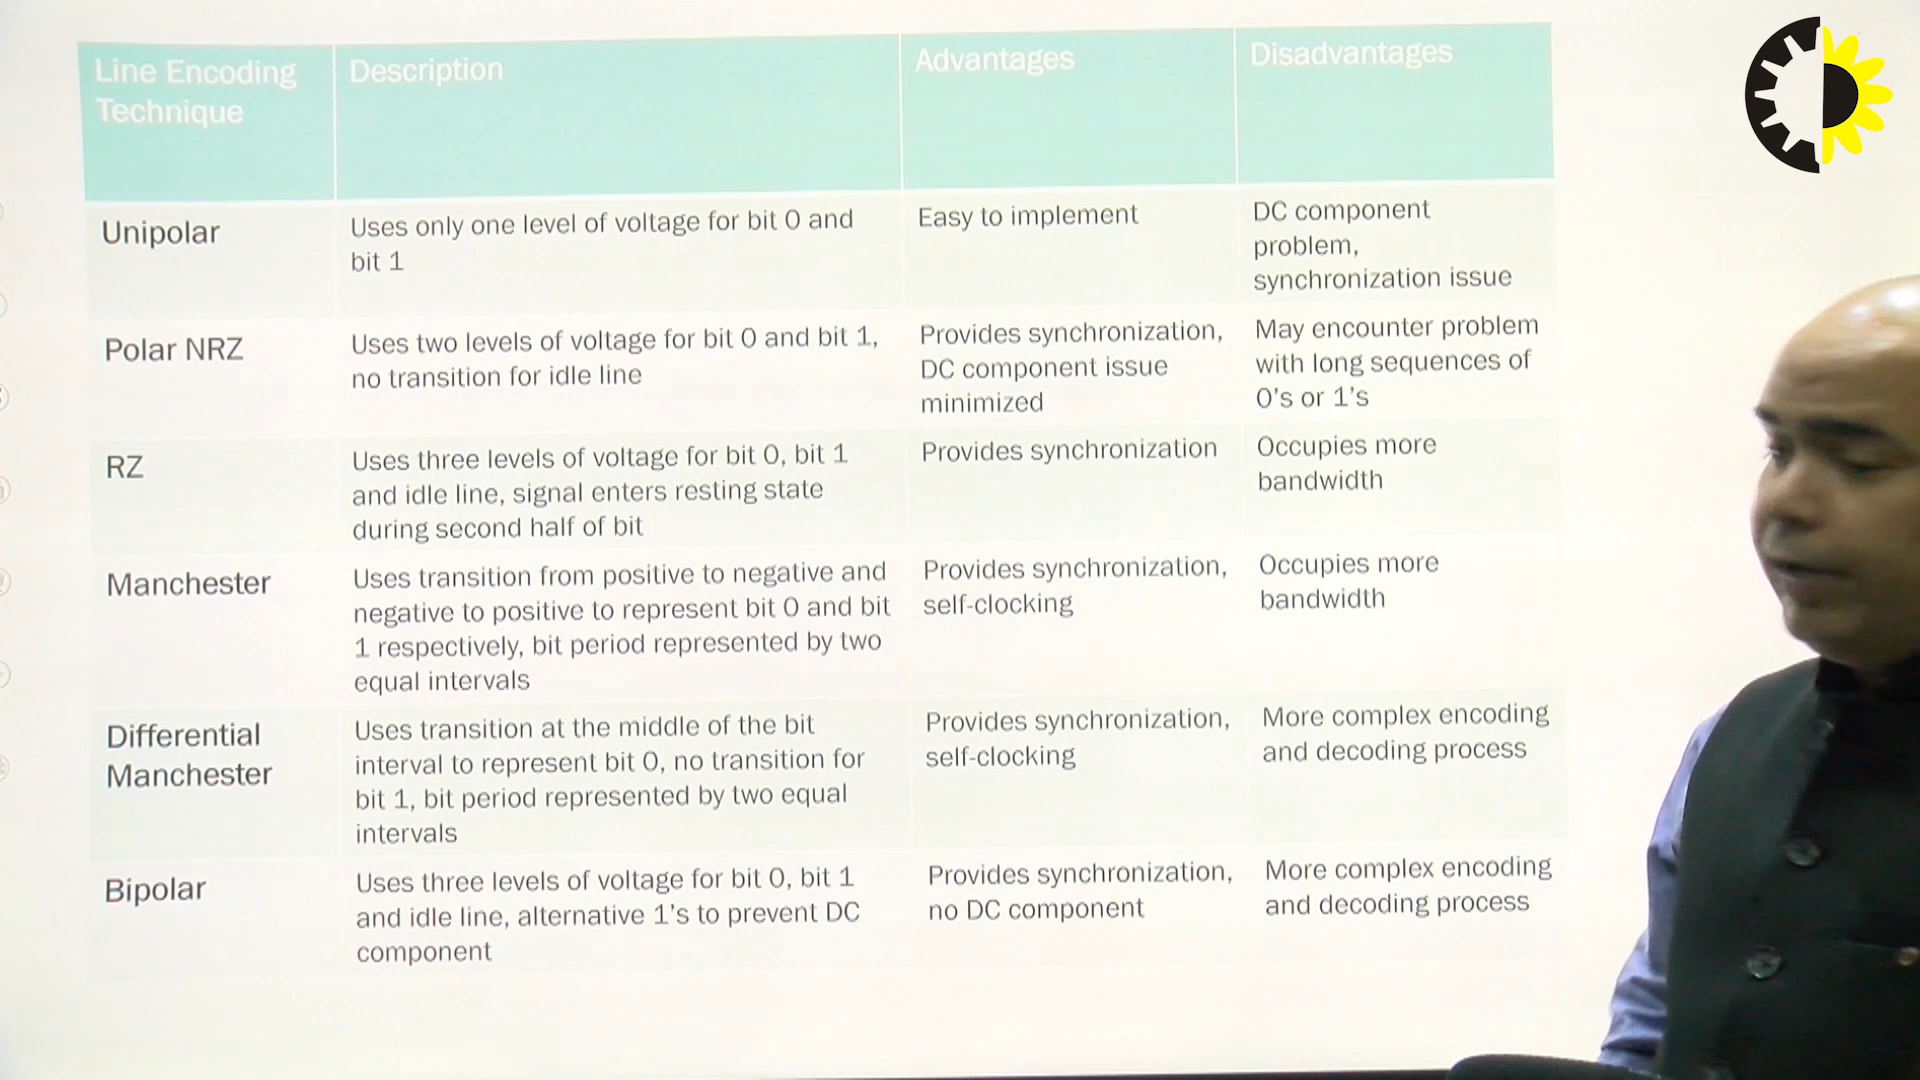 Line Encoding
Technique
Description
Advantages
Disadvantages
Unipolar
Uses only one level of voltage for bit 0 and
bit 1
Easy to implement
DC component
problem,
synchronization issue
Polar NRZ
Uses two levels of voltage for bit 0 and bit 1,
no transition for idle line
Provides synchronization,
DC component issue
minimized
May encounter problem
with long sequences of
0's or 1's
RZ
Uses three levels of voltage for bit 0, bit 1
and idle line, signal enters resting state
during second half of bit
Provides synchronization
Occupies more
bandwidth
Manchester
Uses transition from positive to negative and
negative to positive to represent bit 0 and bit
1 respectively, bit period represented by two
equal intervals
Provides synchronization,
self-clocking
Occupies more
bandwidth
Differential
Manchester
Uses transition at the middle of the bit
interval to represent bit 0, no transition for
bit 1, bit period represented by two equal
intervals
Provides synchronization,
self-clocking
More complex encoding
and decoding process
Bipolar
Uses three levels of voltage for bit 0, bit 1
and idle line, alternative 1's to prevent DC
component
Provides synchronization,
no DC component
More complex encoding
and decoding process